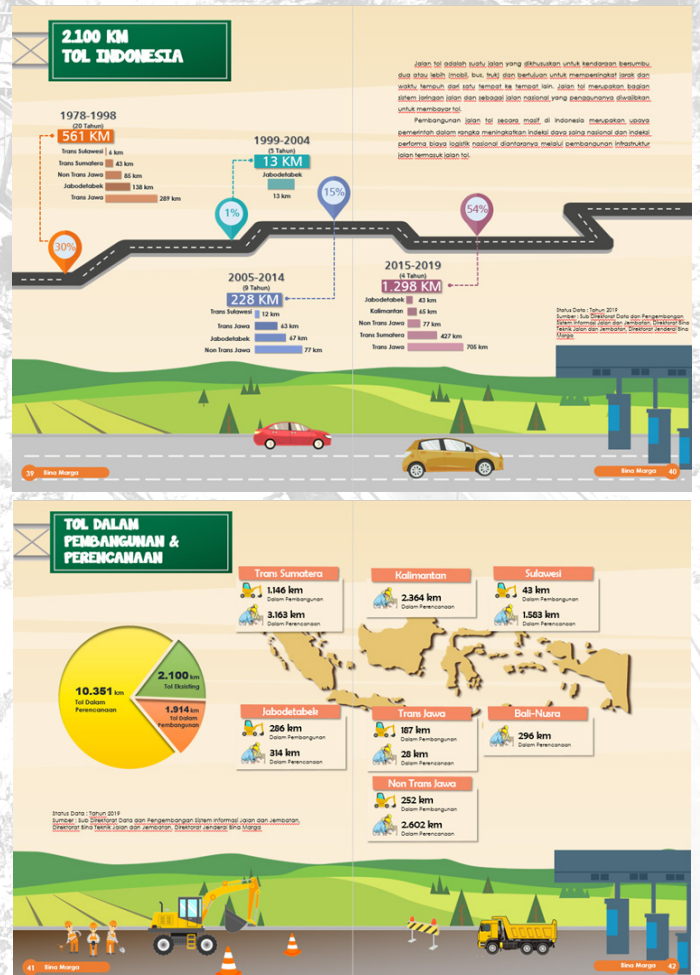 2.100 KM
TOL INDONESIA
Jalan tol adalah suatu jalan yang dikhususkan untuk kendaraan bersumbu
dua atau lebih (mobil, bus, truk) dan bertujuan untuk mempersingkat jarak dan
waktu tempuh dari satu tempat ke tempat lain. Jalan tol merupakan bagian
sistem jaringan jalan dan sebagai jalan nasional yang penggunanya diwajibkan
untuk membayar tol.
Pembangunan jalan tol secara masif di Indonesia merupakan upaya
pemerintah dalam rangka meningkatkan indeks daya saing nasional dan indeks
performa biaya logistik nasional diantaranya melalui pembangunan infrastruktur
jalan termasuk jalan tol.
1978-1998
(20 Tahun)
561 KM
Trans Sulawesi 6 km
Trans Sumatera 43 km
Non Trans Jawa 85 km
Jabodetabek 138 km
Trans Jawa 289 km
30%
1999-2004
(5 Tahun)
13 KM
Jabodetabek
13 km
1%
15%
54%
2005-2014
(9 Tahun)
228 KM
Trans Sulawesi 12 km
Trans Jawa 63 km
Jabodetabek 67 km
Non Trans Jawa 77 km
2015-2019
(4 Tahun)
1.298 KM
Jabodetabek 43 km
Kalimantan 65 km
Non Trans Jawa 77 km
Trans Sumatera 427 km
Trans Jawa 705 km
Status Data : Tahun 2019
Sumber : Sub Direktorat Data dan Pengembangan
Sistem Informasi Jalan dan Jembatan, Direktorat Bina
Teknik Jalan dan Jembatan, Direktorat Jenderal Bina
Marga
39 Bina Marga
Bina Marga 40
TOL DALAM
PEMBANGUNAN &
PERENCANAAN
Trans Sumatera
1.146 km
Dalam Pembangunan
3.163 km
Dalam Perencanaan
Kalimantan
2.364 km
Dalam Perencanaan
Sulawesi
43 km
Dalam Pembangunan
1.583 km
Dalam Perencanaan
10.351 km
Tol Dalam
Perencanaan
2.100 km
Tol Eksisting
1.914 km
Tol Dalam
Pembangunan
Jabodetabek
286 km
Dalam Pembangunan
314 km
Dalam Perencanaan
Trans Jawa
187 km
Dalam Pembangunan
28 km
Dalam Perencanaan
Bali-Nusra
296 km
Dalam Perencanaan
Non Trans Jawa
252 km
Dalam Pembangunan
2.602 km
Dalam Perencanaan
Status Data : Tahun 2019
Sumber : Sub Direktorat Data dan Pengembangan Sistem Informasi Jalan dan Jembatan,
Direktorat Bina Teknik Jalan dan Jembatan, Direktorat Jenderal Bina Marga
41 Bina Marga
Bina Marga 42